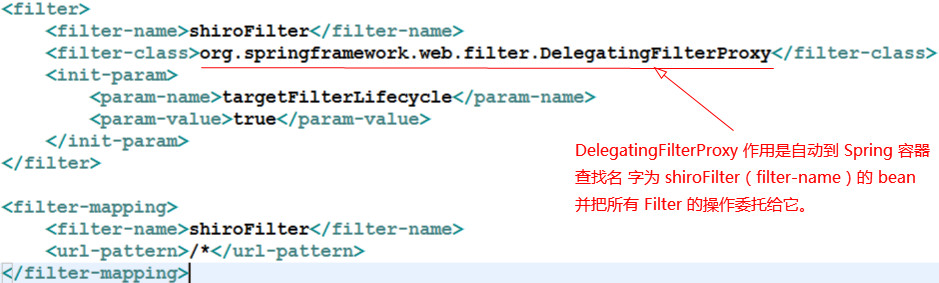 <filter>
<filter-name>shiroFilter</filter-name>
<filter-class>org.springframework.web.filter.DelegatingFilterProxy</filter-class>
<init-param>
<param-name>targetFilterLifecycle</param-name>
<param-value>true</param-value>
</init-param>
</filter>
DelegatingFilterProxy 作用是自动到 Spring 容器
查找名 字为 shiroFilter（filter-name）的 bean
并把所有 Filter 的操作委托给它。
<filter-mapping>
<filter-name>shiroFilter</filter-name>
<url-pattern>/*</url-pattern>
</filter-mapping>